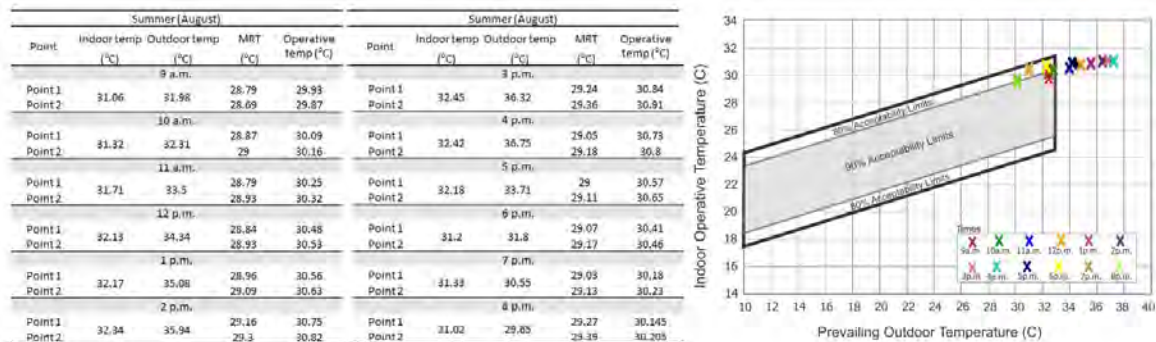 Summer (August)
Point Indoor temp (°C) Outdoor temp (°C) MRT (°C) Operative temp (°C)
9 a.m.
Point 1 31.06 31.98 28.79 29.93
Point 2 28.69 29.87
10 a.m.
Point 1 31.32 32.31 28.87 30.09
Point 2 29 30.16
11 a.m.
Point 1 31.71 33.5 28.79 30.25
Point 2 28.93 30.32
12 p.m.
Point 1 32.13 34.34 28.84 30.48
Point 2 28.93 30.53
1 p.m.
Point 1 32.17 35.08 28.96 30.56
Point 2 29.09 30.63
2 p.m.
Point 1 32.34 35.94 29.16 30.75
Point 2 29.3 30.82
Summer (August)
Point Indoor temp (°C) Outdoor temp (°C) MRT (°C) Operative temp (°C)
3 p.m.
Point 1 32.45 36.32 29.24 30.84
Point 2 29.36 30.91
4 p.m.
Point 1 32.42 36.75 29.05 30.73
Point 2 29.18 30.8
5 p.m.
Point 1 32.18 33.71 29 30.57
Point 2 29.11 30.65
6 p.m.
Point 1 31.2 31.8 29.07 30.41
Point 2 29.17 30.46
7 p.m.
Point 1 31.33 30.55 29.03 30.18
Point 2 29.13 30.23
8 p.m.
Point 1 31.02 29.85 29.27 30.145
Point 2 29.39 30.205
Indoor Operative Temperature (C)
34
32
30
28
26
24
22
20
18
16
14
80% Acceptability Limits
90% Acceptability Limits
80% Acceptability Limits
Times
9a.m. 10a.m. 11a.m. 12p.m. 1p.m. 2p.m.
3p.m. 4p.m. 5p.m. 6p.m. 7p.m. 8p.m.
10 12 14 16 18 20 22 24 26 28 30 32 34 36 38 40
Prevailing Outdoor Temperature (C)